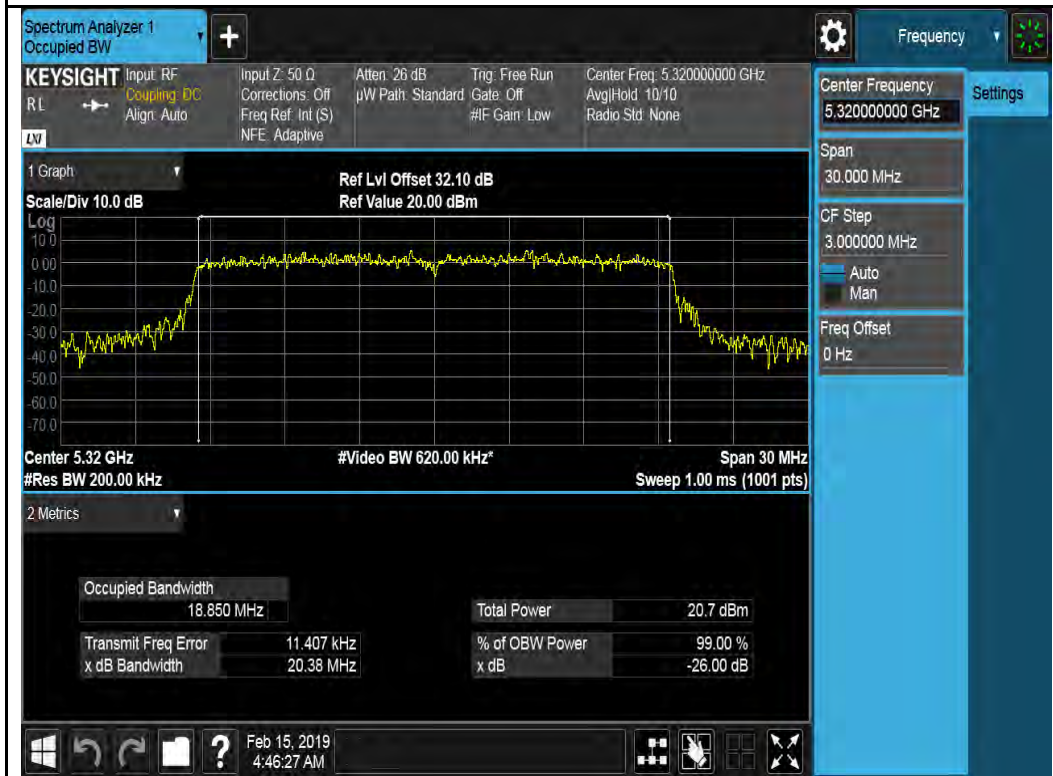 Spectrum Analyzer 1
Occupied BW
+
Frequency
KEYSIGHT Input: RF Input Z: 50 Ω Atten: 26 dB Trig: Free Run Center Freq: 5.320000000 GHz
RL Coupling: DC Corrections: Off µW Path: Standard Gate: Off Avg|Hold: 10/10
Align: Auto Freq Ref: Int (S) #IF Gain: Low Radio Std: None
LXI NFE: Adaptive
1 Graph
Ref Lvl Offset 32.10 dB
Scale/Div 10.0 dB Ref Value 20.00 dBm
Log
10.0
0.00
-10.0
-20.0
-30.0
-40.0
-50.0
-60.0
-70.0
Center 5.32 GHz #Video BW 620.00 kHz* Span 30 MHz
#Res BW 200.00 kHz Sweep 1.00 ms (1001 pts)
2 Metrics
Occupied Bandwidth
18.850 MHz Total Power 20.7 dBm
Transmit Freq Error 11.407 kHz % of OBW Power 99.00 %
x dB Bandwidth 20.38 MHz x dB -26.00 dB
?
Feb 15, 2019
4:46:27 AM
Center Frequency
5.320000000 GHz
Settings
Span
30.000 MHz
CF Step
3.000000 MHz
Auto
Man
Freq Offset
0 Hz